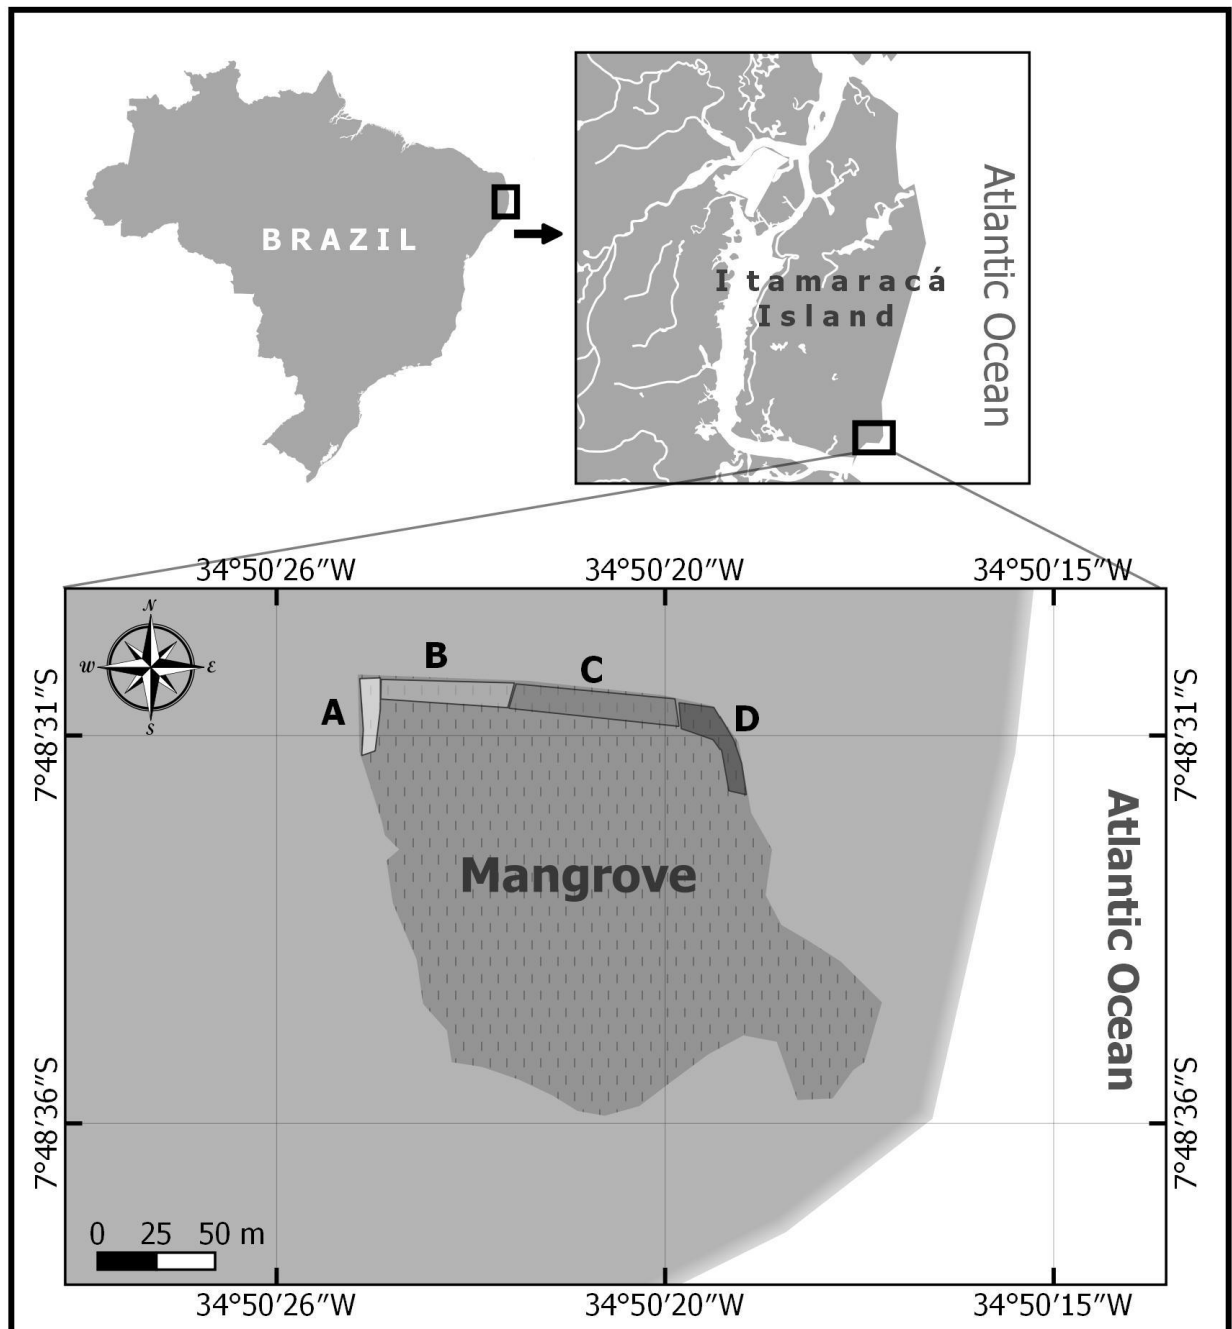 BRAZIL
Itamaracá
Island
Atlantic Ocean
34°50'26"W 34°50'20"W 34°50'15"W
N
W E
S
7°48'31"S
7°48'31"S
A
B
C
D
Mangrove
Atlantic Ocean
7°48'36"S
7°48'36"S
0 25 50 m
34°50'26"W 34°50'20"W 34°50'15"W